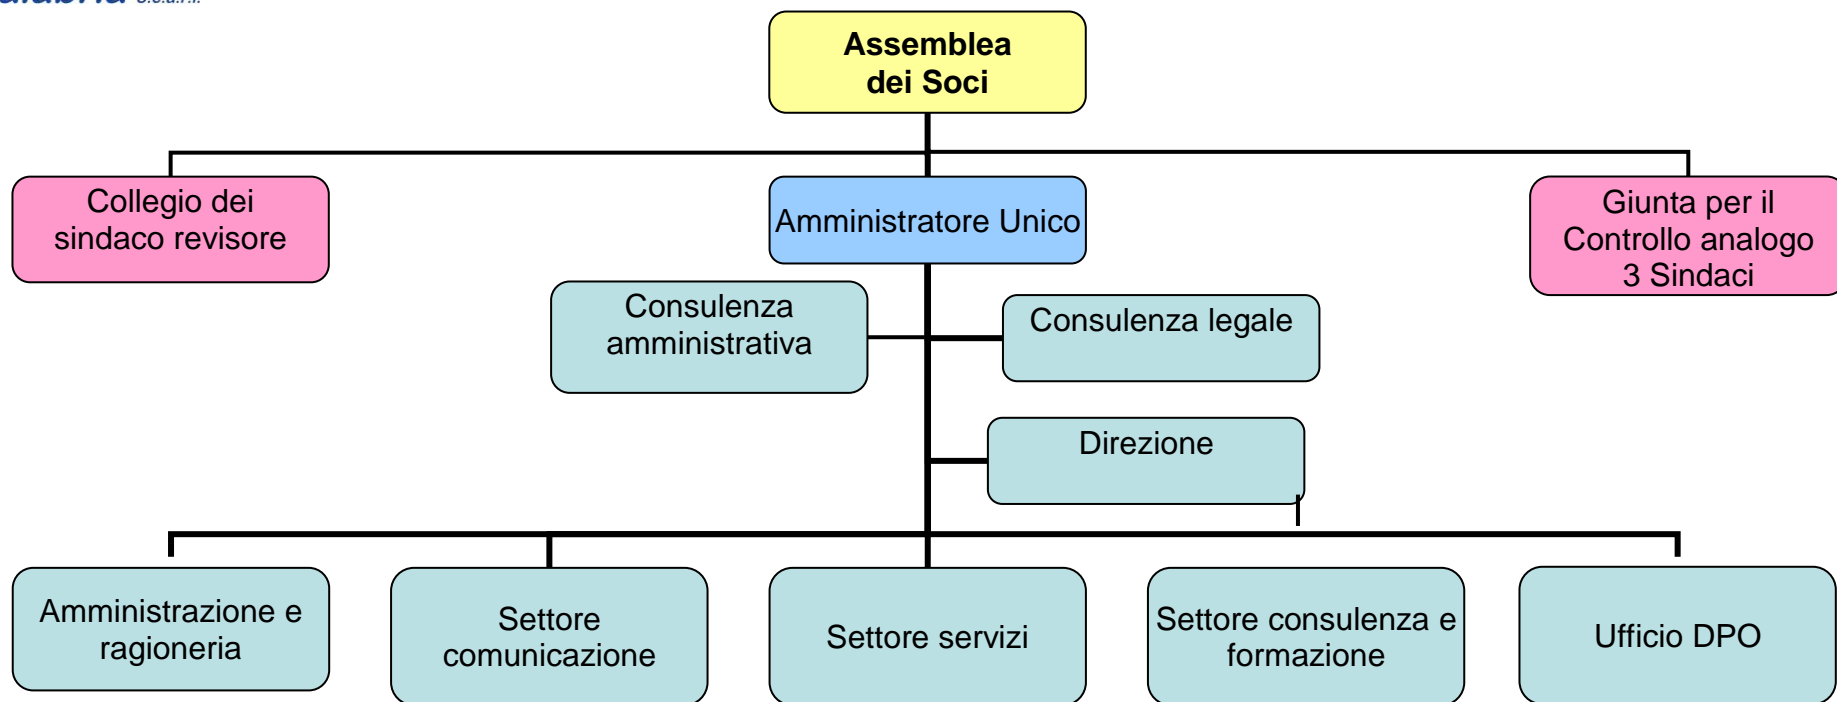 Assemblea
dei Soci
Collegio dei
sindaco revisore
Amministratore Unico
Giunta per il
Controllo analogo
3 Sindaci
Consulenza
amministrativa
Consulenza legale
Direzione
Amministrazione e
ragioneria
Settore
comunicazione
Settore servizi
Settore consulenza e
formazione
Ufficio DPO